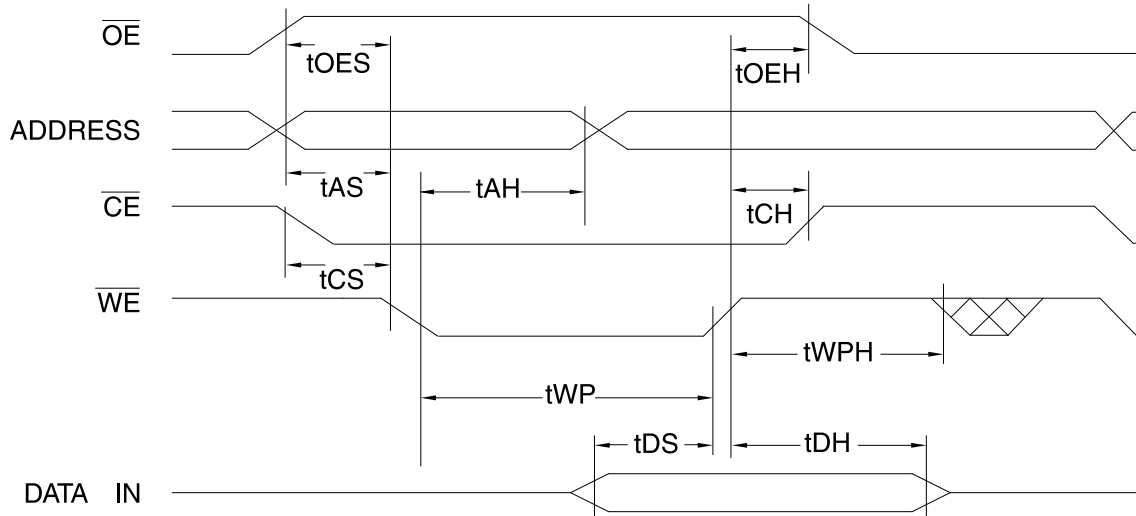 OE
tOES
tOEH
ADDRESS
tAS
tAH
CE
tCH
tCS
WE
tWPH
tWP
tDS
tDH
DATA IN